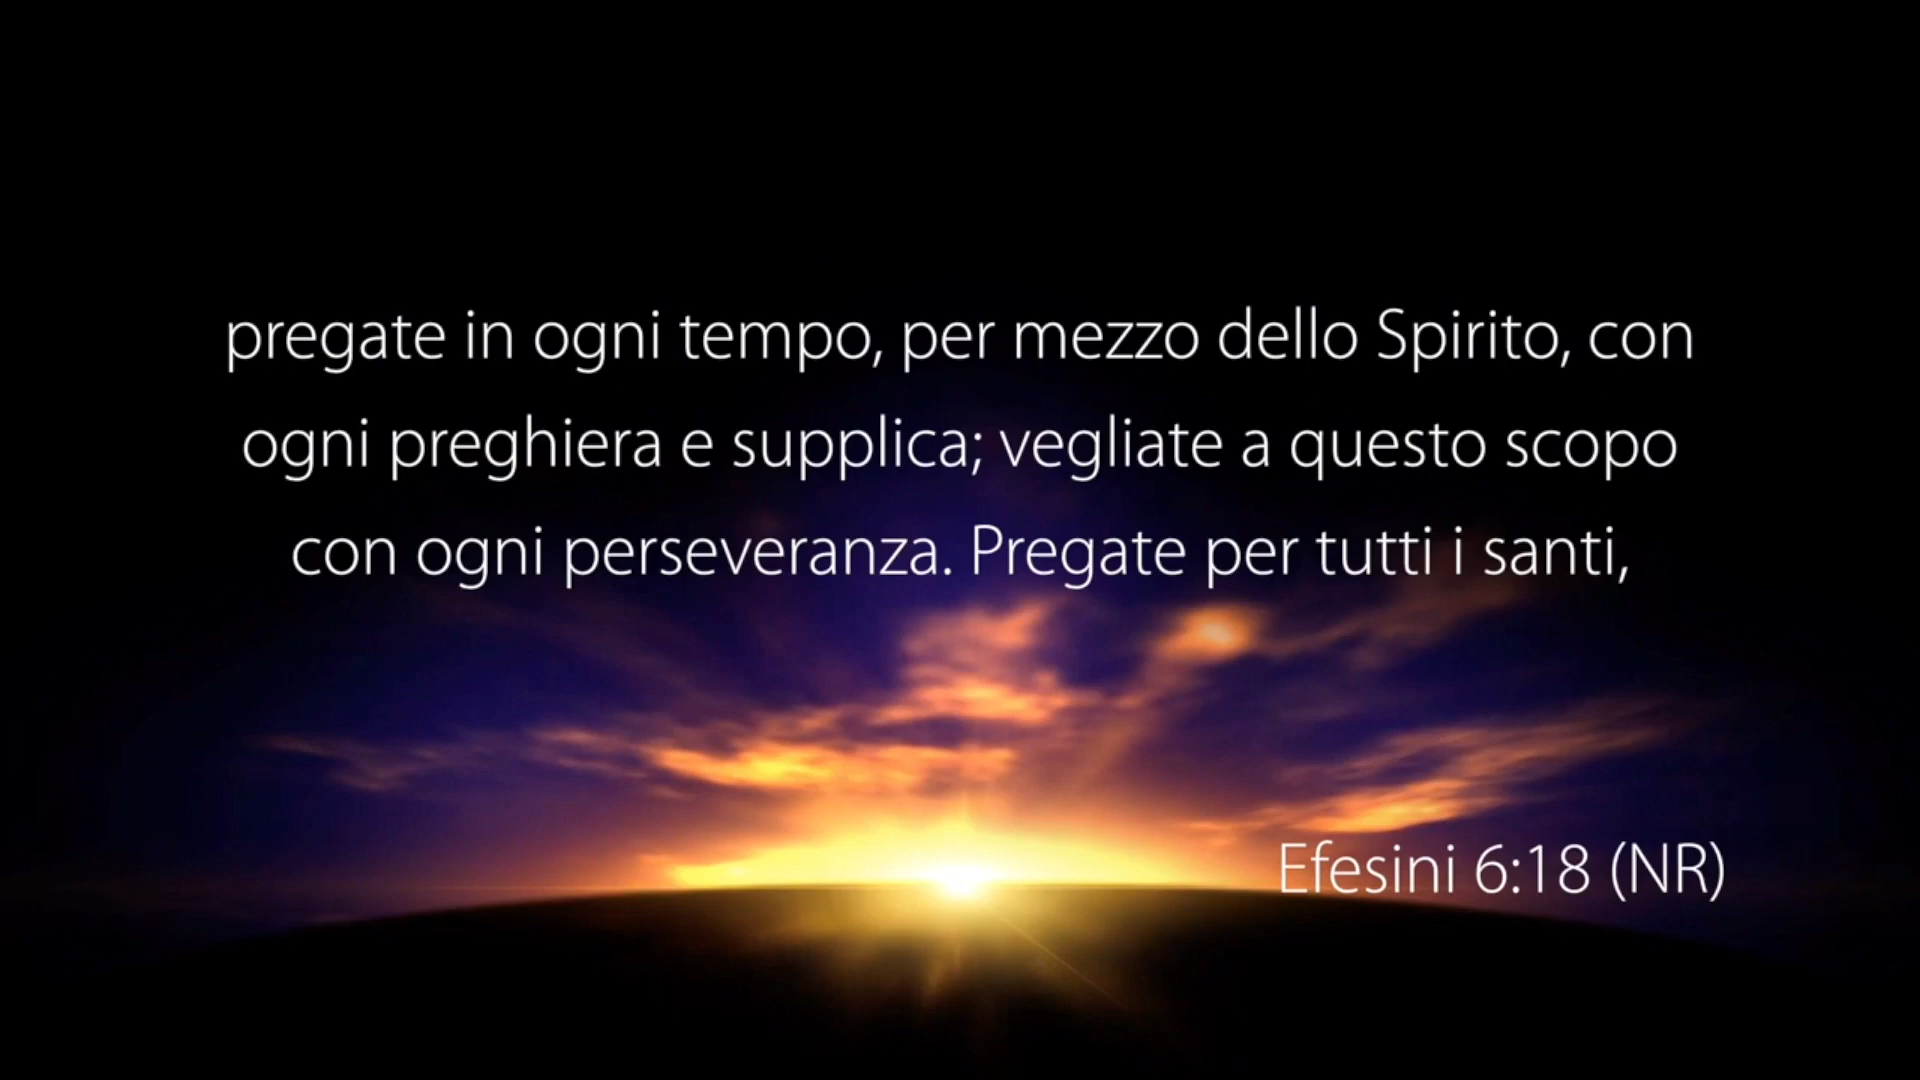 pregate in ogni tempo, per mezzo dello Spirito, con
ogni preghiera e supplica; vegliate a questo scopo
con ogni perseveranza. Pregate per tutti i santi,
Efesini 6:18 (NR)